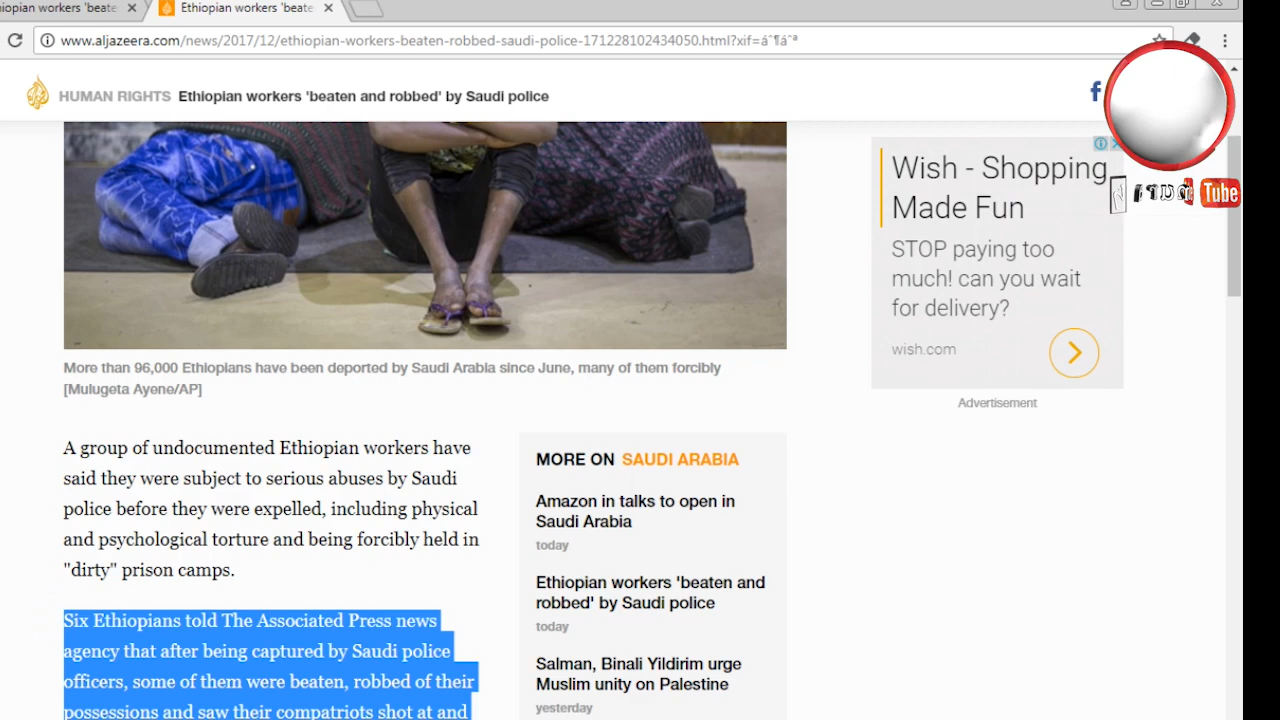 iopian workers 'beate
Ethiopian workers 'beate
www.aljazeera.com/news/2017/12/ethiopian-workers-beaten-robbed-saudi-police-171228102434050.html?xif=
HUMAN RIGHTS Ethiopian workers 'beaten and robbed' by Saudi police
f
Wish - Shopping
Made Fun
STOP paying too
much! can you wait
for delivery?
wish.com
Advertisement
Tube
More than 96,000 Ethiopians have been deported by Saudi Arabia since June, many of them forcibly
[Mulugeta Ayene/AP]
A group of undocumented Ethiopian workers have
said they were subject to serious abuses by Saudi
police before they were expelled, including physical
and psychological torture and being forcibly held in
"dirty" prison camps.
Six Ethiopians told The Associated Press news
agency that after being captured by Saudi police
officers, some of them were beaten, robbed of their
possessions and saw their compatriots shot at and
MORE ON SAUDI ARABIA
Amazon in talks to open in
Saudi Arabia
today
Ethiopian workers 'beaten and
robbed' by Saudi police
today
Salman, Binali Yildirim urge
Muslim unity on Palestine
yesterday